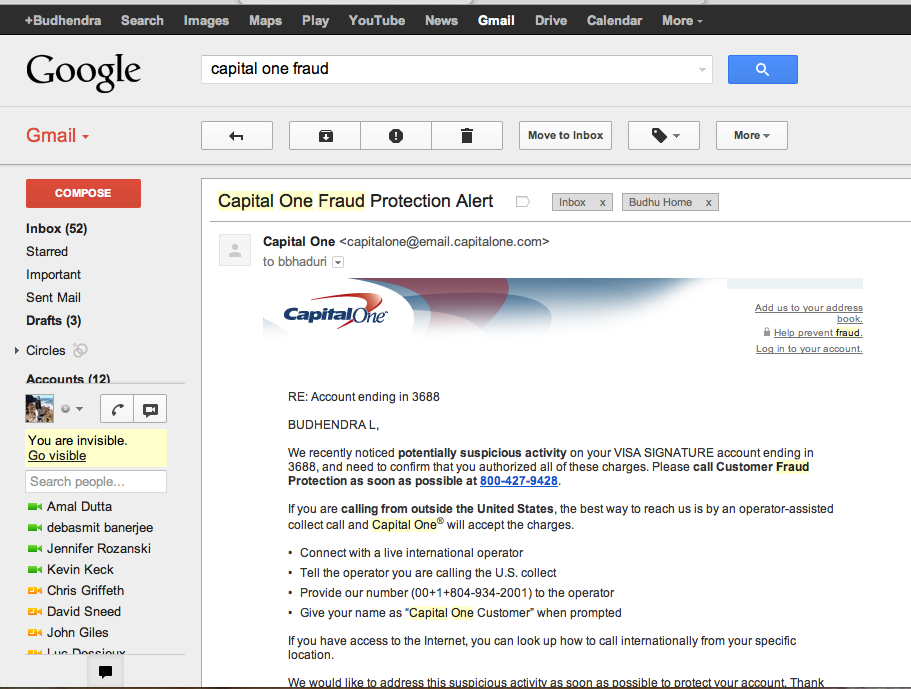 +Budhendra Search Images Maps Play YouTube News Gmail Drive Calendar More
Google
capital one fraud
Gmail
Move to Inbox
More
COMPOSE
Inbox (52)
Starred
Important
Sent Mail
Drafts (3)
Circles
Accounts (12)
You are invisible.
Go visible
Search people...
Amal Dutta
debasmit banerjee
Jennifer Rozanski
Kevin Keck
Chris Griffeth
David Sneed
John Giles
Luc Dossieux
Capital One Fraud Protection Alert
Inbox x
Budhu Home x
Capital One <capitalone@email.capitalone.com>
to bbhaduri
CapitalOne
Add us to your address
book.
Help prevent fraud.
Log in to your account.
RE: Account ending in 3688
BUDHENDRA L,
We recently noticed potentially suspicious activity on your VISA SIGNATURE account ending in
3688, and need to confirm that you authorized all of these charges. Please call Customer Fraud
Protection as soon as possible at 800-427-9428.
If you are calling from outside the United States, the best way to reach us is by an operator-assisted
collect call and Capital One® will accept the charges.
• Connect with a live international operator
• Tell the operator you are calling the U.S. collect
• Provide our number (00+1+804-934-2001) to the operator
• Give your name as “Capital One Customer” when prompted
If you have access to the Internet, you can look up how to call internationally from your specific
location.
We would like to address this suspicious activity as soon as possible to protect your account. Thank